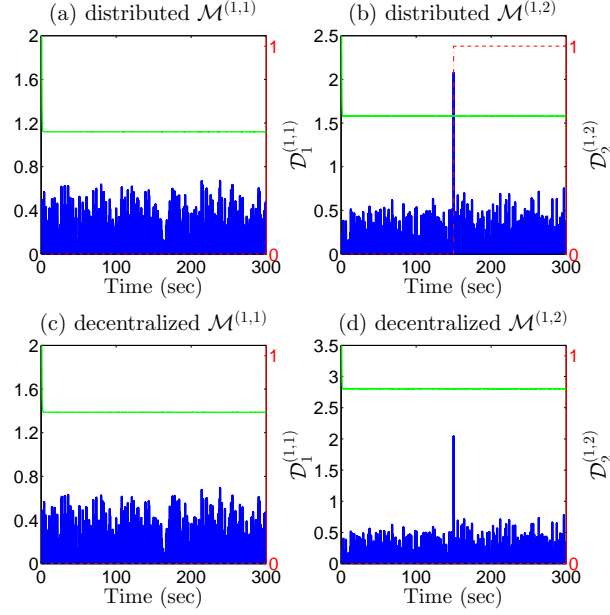 (a) distributed M^(1,1)
(b) distributed M^(1,2)
2
1.6
1.2
0.8
0.4
0
1
0
D_1^(1,1)
0 100 200 300
Time (sec)
2.5
2
1.5
1
0.5
0
1
0
D_2^(1,2)
0 100 200 300
Time (sec)
(c) decentralized M^(1,1)
(d) decentralized M^(1,2)
2
1.6
1.2
0.8
0.4
0
1
0
D_1^(1,1)
0 100 200 300
Time (sec)
3.5
3
2.5
2
1.5
1
0.5
0
1
0
D_2^(1,2)
0 100 200 300
Time (sec)